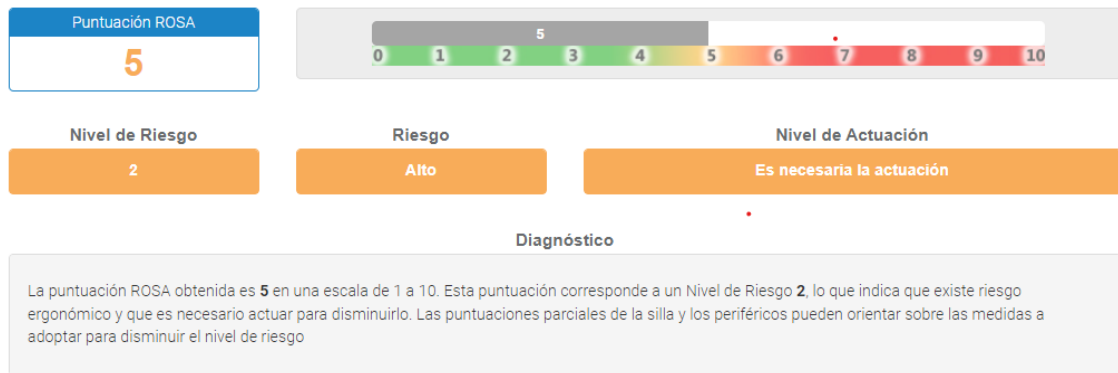 Puntuación ROSA
5
5
0 1 2 3 4 5 6 7 8 9 10
Nivel de Riesgo
Riesgo
Nivel de Actuación
2
Alto
Es necesaria la actuación
Diagnóstico
La puntuación ROSA obtenida es 5 en una escala de 1 a 10. Esta puntuación corresponde a un Nivel de Riesgo 2, lo que indica que existe riesgo
ergonómico y que es necesario actuar para disminuirlo. Las puntuaciones parciales de la silla y los periféricos pueden orientar sobre las medidas a
adoptar para disminuir el nivel de riesgo